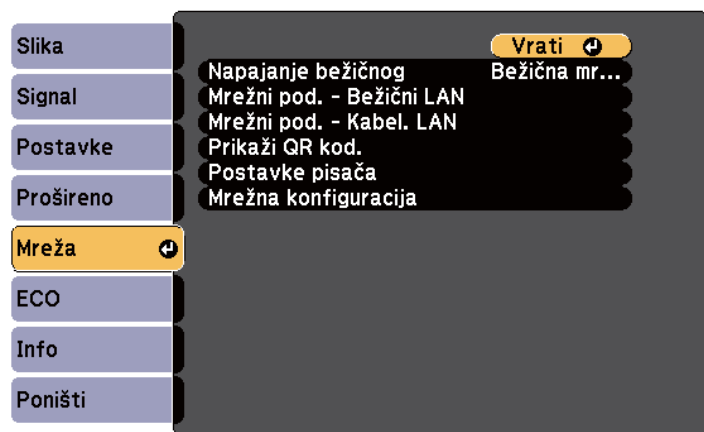 Slika
Signal
Postavke
Prošireno
Mreža
ECO
Info
Poništi
Vrati
Napajanje bežičnog Bežična mr...
Mrežni pod. - Bežični LAN
Mrežni pod. - Kabel. LAN
Prikaži QR kod.
Postavke pisača
Mrežna konfiguracija